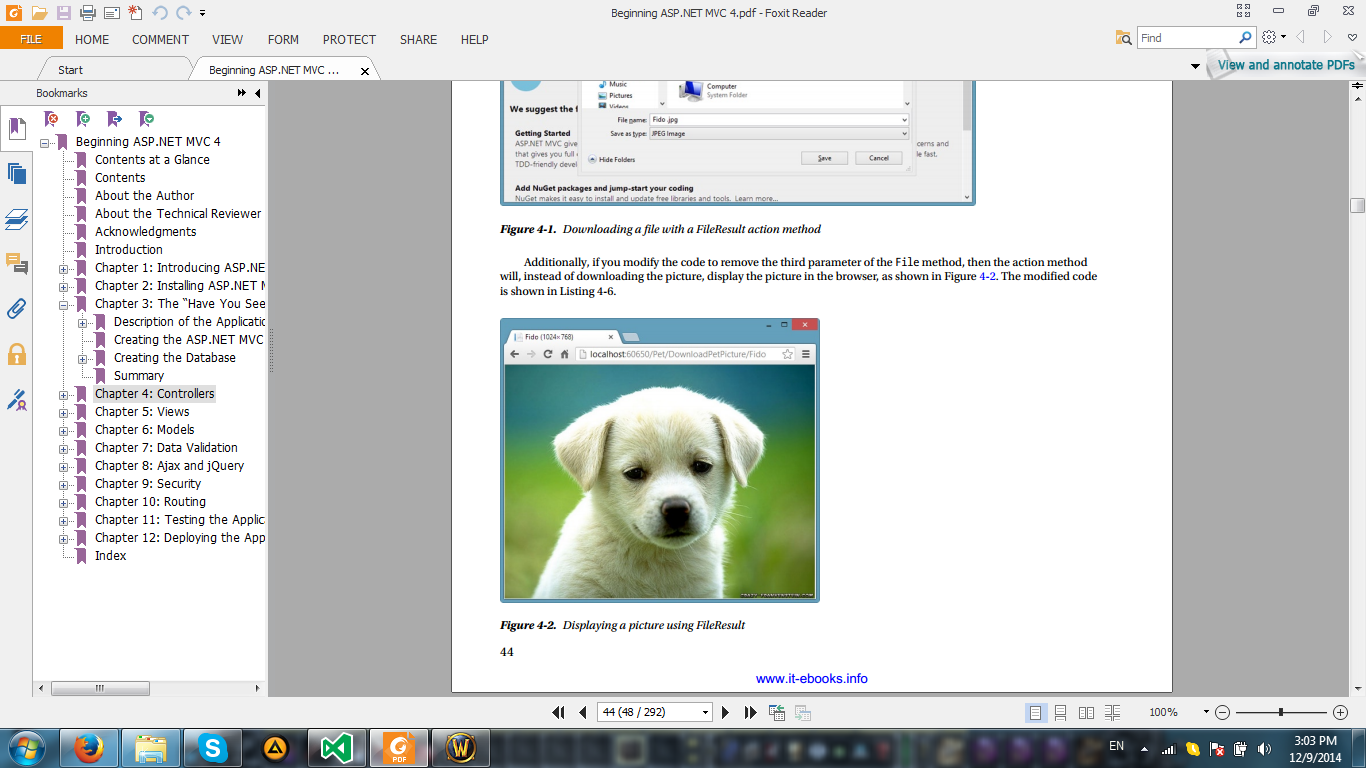 Beginning ASP.NET MVC 4.pdf - Foxit Reader
FILE HOME COMMENT VIEW FORM PROTECT SHARE HELP
Find
Start
Beginning ASP.NET MVC ...
View and annotate PDFs
Bookmarks
Beginning ASP.NET MVC 4
Contents at a Glance
Contents
About the Author
About the Technical Reviewer
Acknowledgments
Introduction
Chapter 1: Introducing ASP.NE
Chapter 2: Installing ASP.NET M
Chapter 3: The “Have You See
Description of the Applicatio
Creating the ASP.NET MVC
Creating the Database
Summary
Chapter 4: Controllers
Chapter 5: Views
Chapter 6: Models
Chapter 7: Data Validation
Chapter 8: Ajax and jQuery
Chapter 9: Security
Chapter 10: Routing
Chapter 11: Testing the Applic
Chapter 12: Deploying the App
Index
Music
Pictures
Videos
Computer
System Folder
We suggest the f
File name: Fido .jpg
Save as type: JPEG Image
Hide Folders
Save
Cancel
Getting Started
ASP.NET MVC give
cerns and
that gives you full
le fast.
TDD-friendly devel
Add NuGet packages and jump-start your coding
NuGet makes it easy to install and update free libraries and tools. Learn more...
Figure 4-1. Downloading a file with a FileResult action method
Additionally, if you modify the code to remove the third parameter of the File method, then the action method
will, instead of downloading the picture, display the picture in the browser, as shown in Figure 4-2. The modified code
is shown in Listing 4-6.
Fido (1024×768)
localhost:60650/Pet/DownloadPetPicture/Fido
Figure 4-2. Displaying a picture using FileResult
44
www.it-ebooks.info
44 (48 / 292)
100%
PDF
EN
3:03 PM
12/9/2014